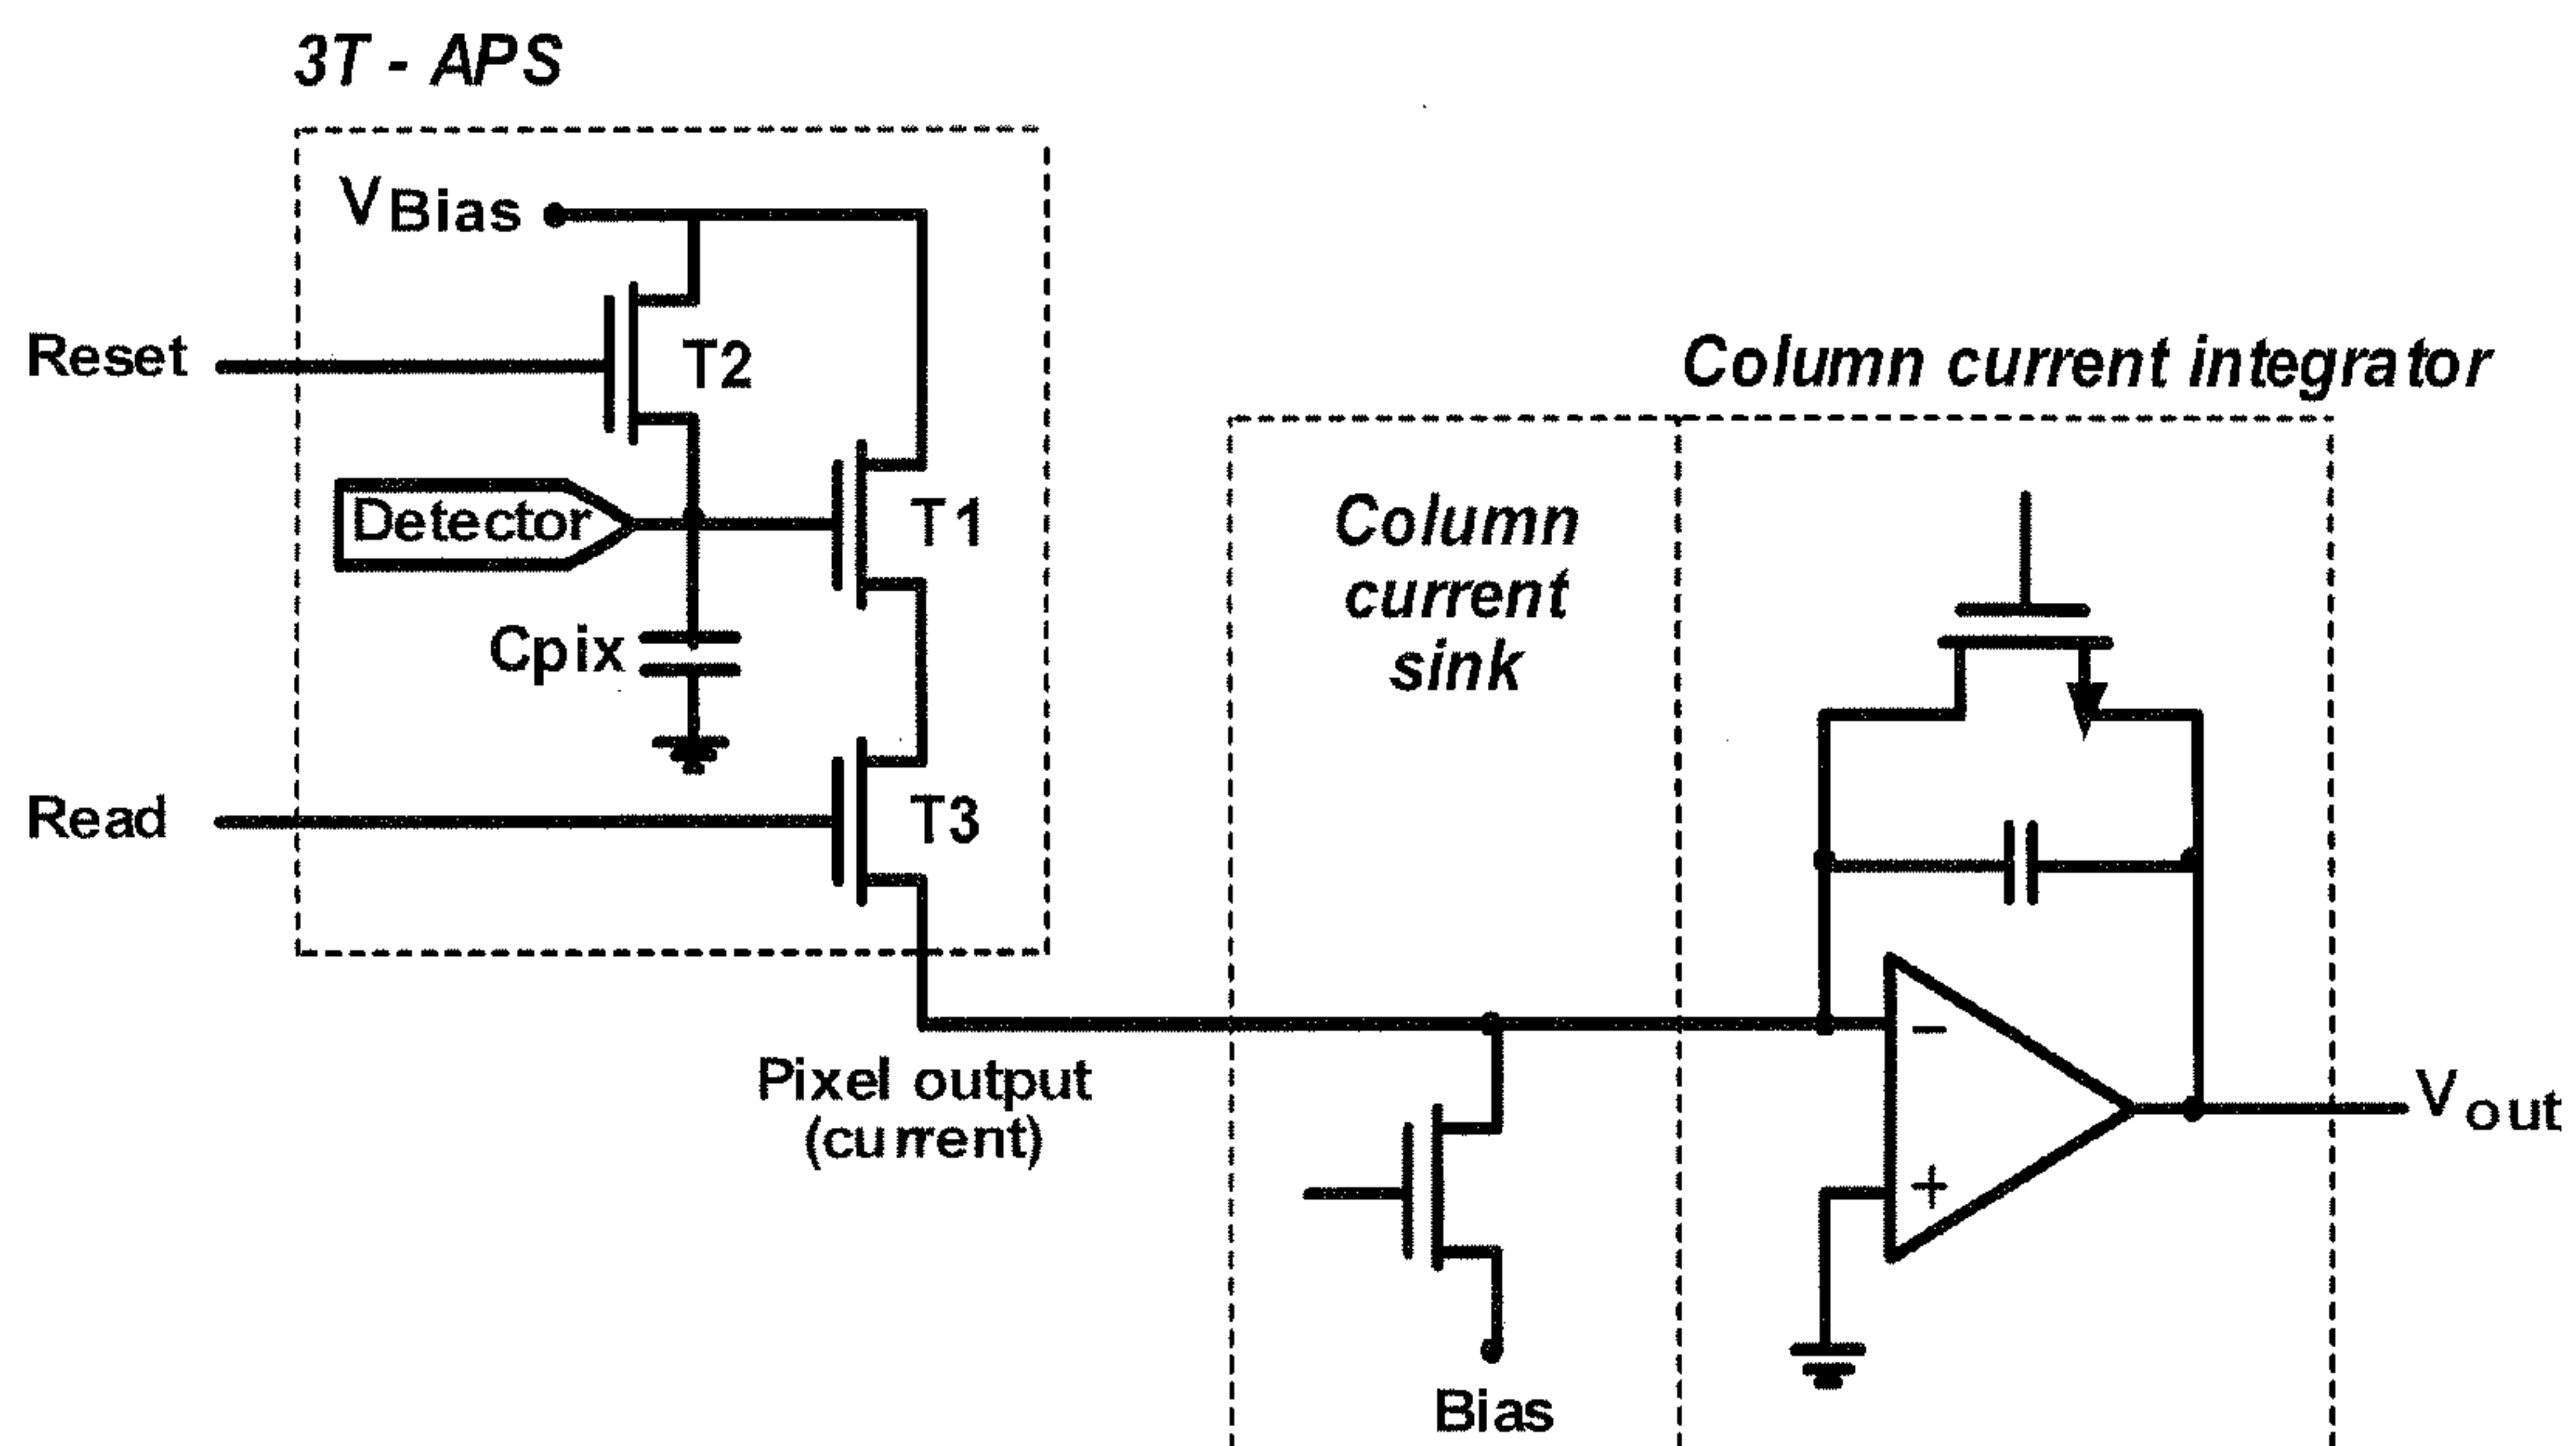 3T - APS
VBias
Reset
T2
Column current integrator
Detector
T1
Column
current
sink
Cpix
Read
T3
Pixel output
(current)
−
+
Vout
Bias